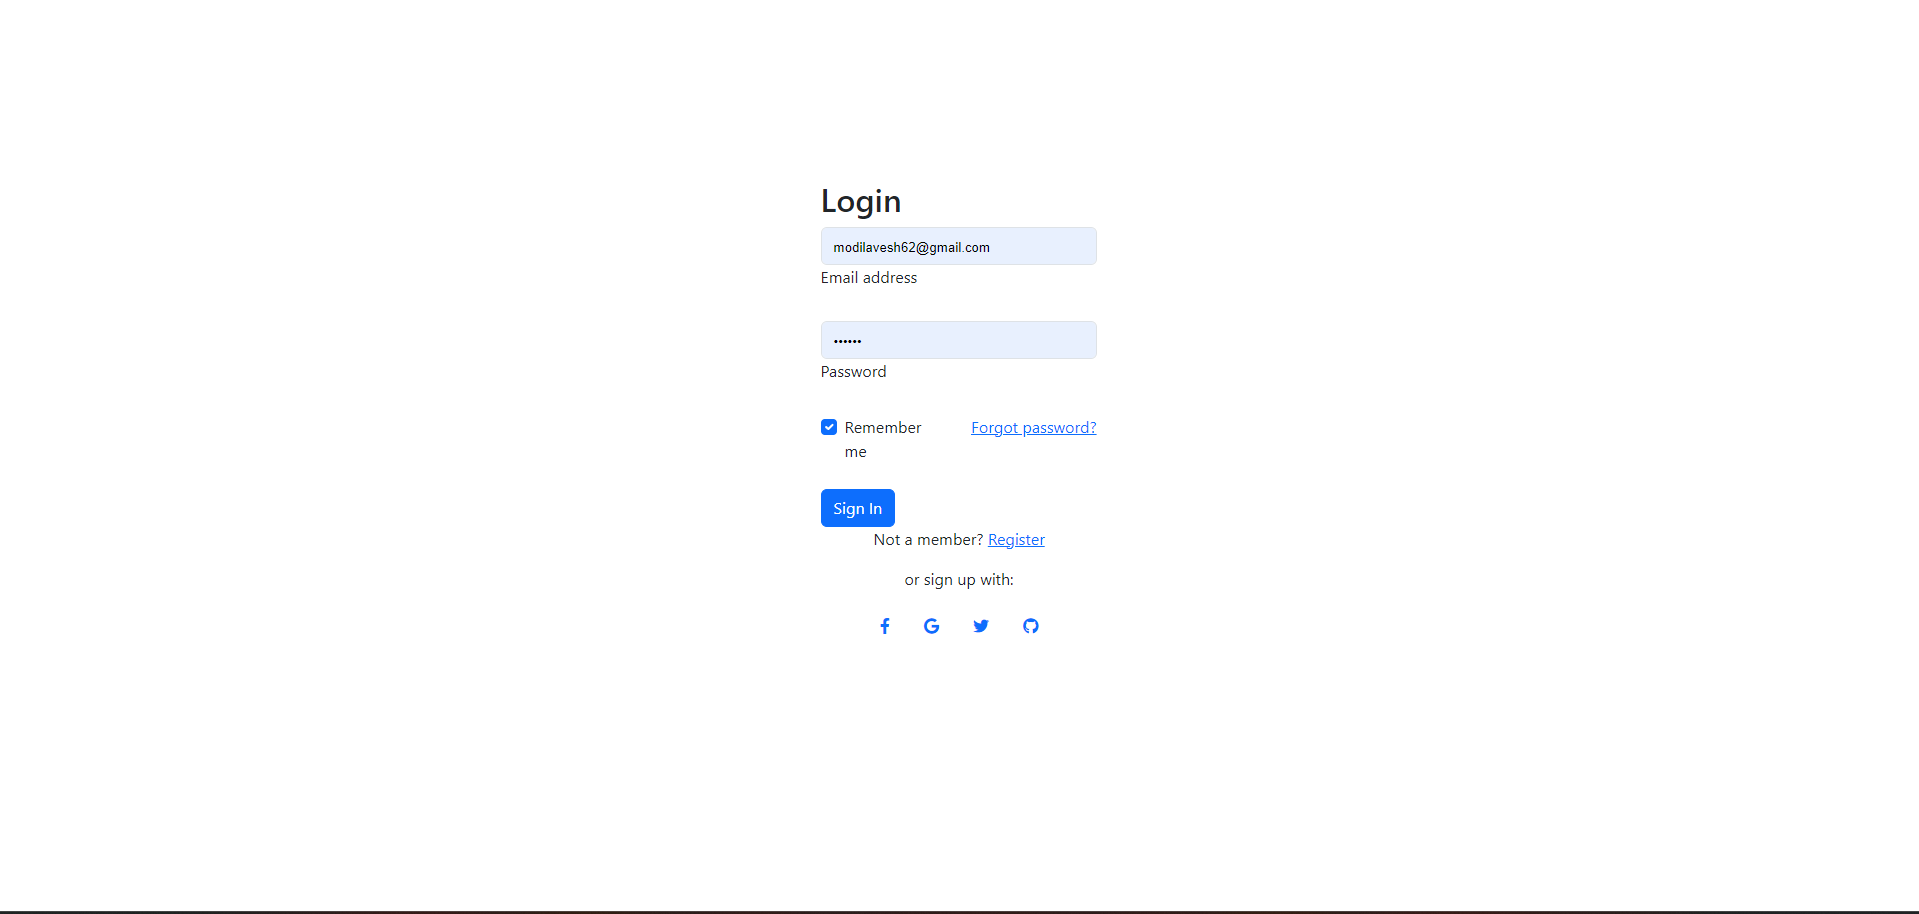 Login
modilavesh62@gmail.com
Email address
••••••
Password
Remember me
Forgot password?
Sign In
Not a member? Register
or sign up with: